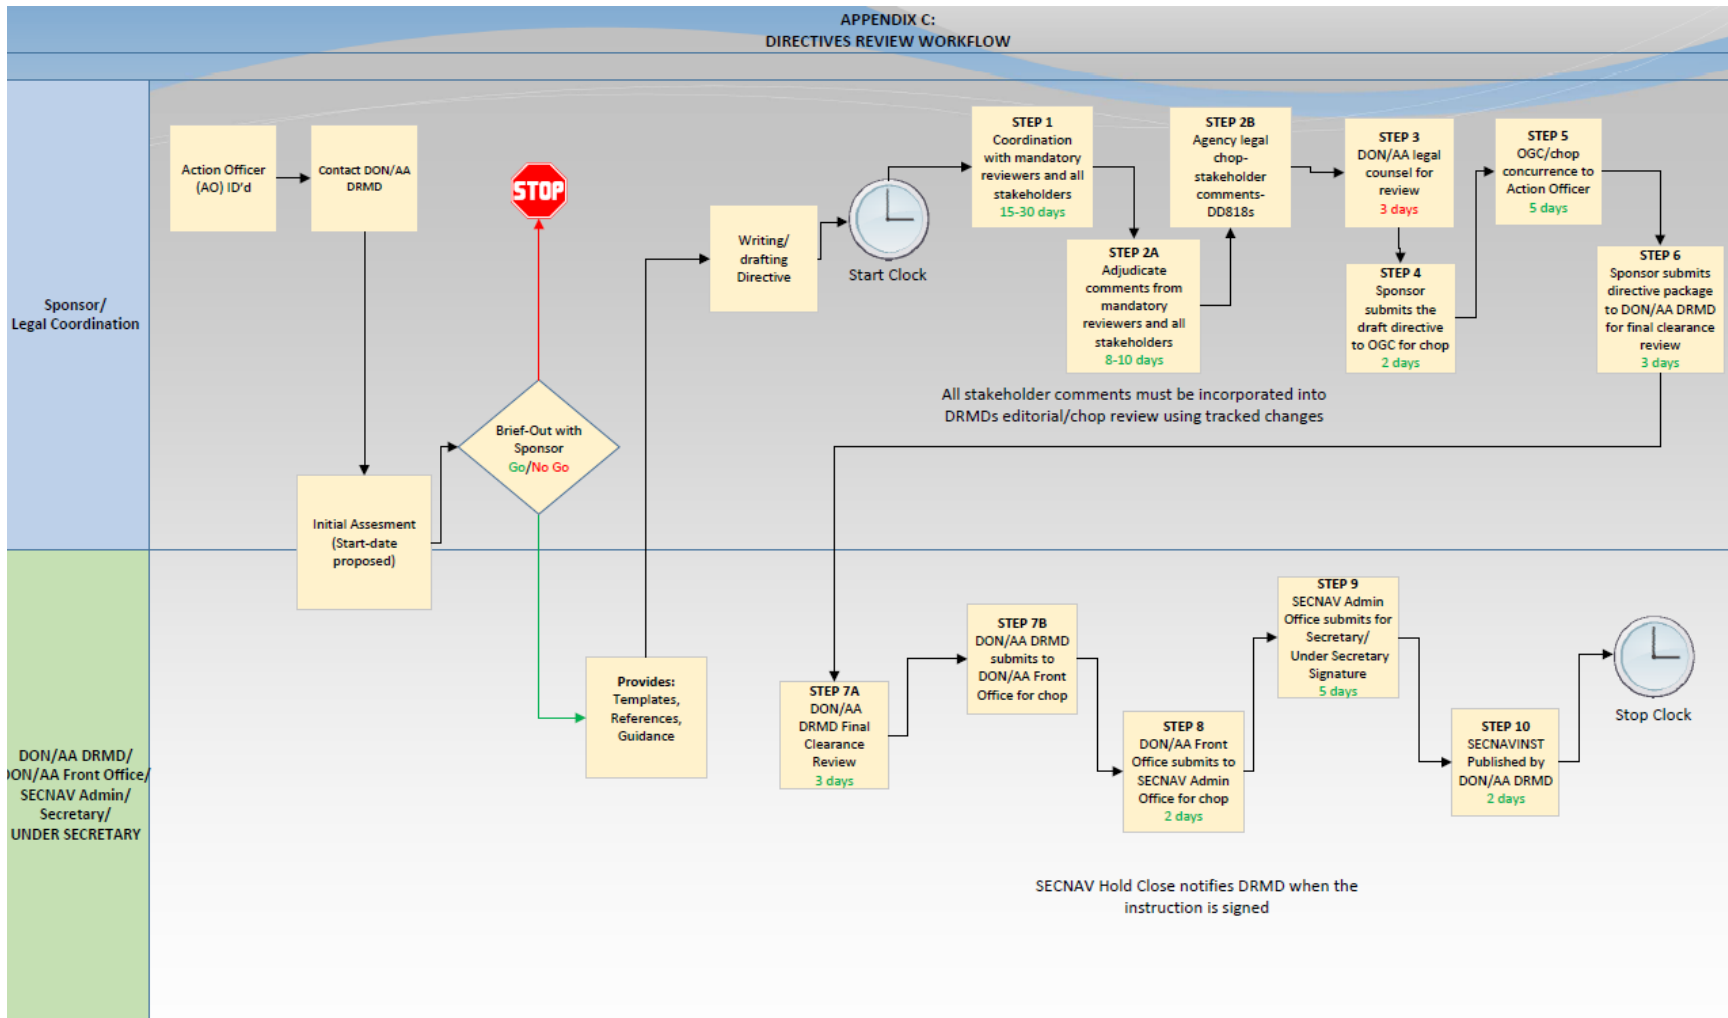 APPENDIX C:
DIRECTIVES REVIEW WORKFLOW
Sponsor/
Legal Coordination
Action Officer
(AO) ID'd
Contact DON/AA
DRMD
Initial Assesment
(Start-date
proposed)
STOP
Brief-Out with
Sponsor
Go/No Go
Provides:
Templates,
References,
Guidance
Writing/
drafting
Directive
Start Clock
STEP 1
Coordination
with mandatory
reviewers and all
stakeholders
15-30 days
STEP 2A
Adjudicate
comments from
mandatory
reviewers and all
stakeholders
8-10 days
STEP 2B
Agency legal
chop-
stakeholder
comments-
DD818s
STEP 3
DON/AA legal
counsel for
review
3 days
STEP 4
Sponsor
submits the
draft directive
to OGC for chop
2 days
STEP 5
OGC/chop
concurrence to
Action Officer
5 days
STEP 6
Sponsor submits
directive package
to DON/AA DRMD
for final clearance
review
3 days
All stakeholder comments must be incorporated into
DRMDs editorial/chop review using tracked changes
DON/AA DRMD/
DON/AA Front Office/
SECNAV Admin/
Secretary/
UNDER SECRETARY
STEP 7A
DON/AA
DRMD Final
Clearance
Review
3 days
STEP 7B
DON/AA DRMD
submits to
DON/AA Front
Office for chop
STEP 8
DON/AA Front
Office submits to
SECNAV Admin
Office for chop
2 days
STEP 9
SECNAV Admin
Office submits for
Secretary/
Under Secretary
Signature
5 days
STEP 10
SECNAVINST
Published by
DON/AA DRMD
2 days
Stop Clock
SECNAV Hold Close notifies DRMD when the
instruction is signed